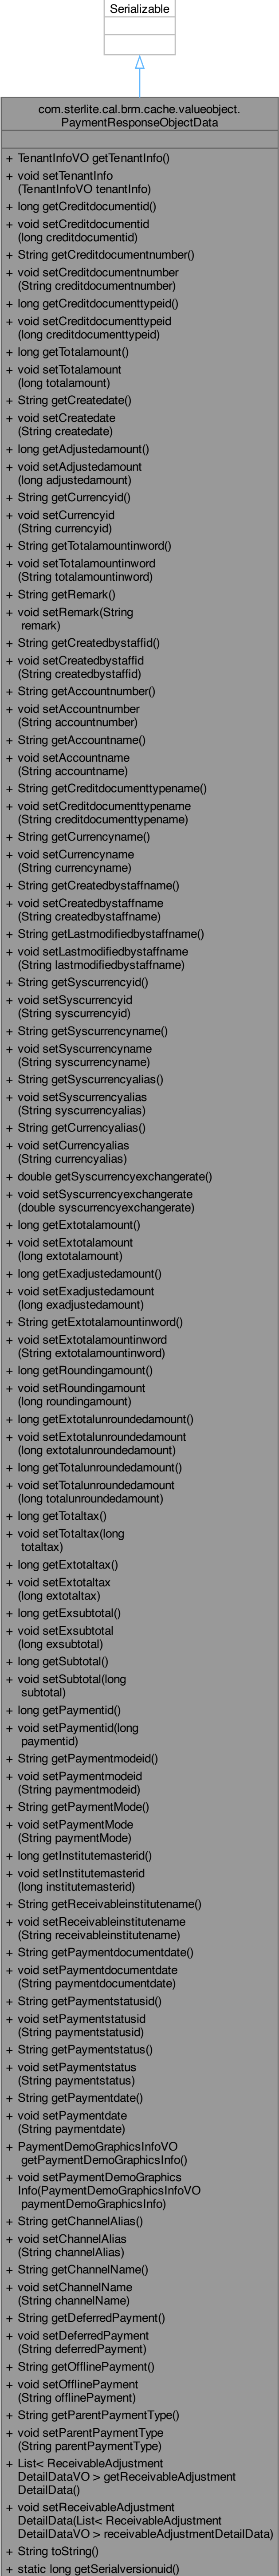 Serializable
com.sterlite.cal.brm.cache.valueobject.
PaymentResponseObjectData
+ TenantInfoVO getTenantInfo()
+ void setTenantInfo
(TenantInfoVO tenantInfo)
+ long getCreditdocumentid()
+ void setCreditdocumentid
(long creditdocumentid)
+ String getCreditdocumentnumber()
+ void setCreditdocumentnumber
(String creditdocumentnumber)
+ long getCreditdocumenttypeid()
+ void setCreditdocumenttypeid
(long creditdocumenttypeid)
+ long getTotalamount()
+ void setTotalamount
(long totalamount)
+ String getCreatedate()
+ void setCreatedate
(String createdate)
+ long getAdjustedamount()
+ void setAdjustedamount
(long adjustedamount)
+ String getCurrencyid()
+ void setCurrencyid
(String currencyid)
+ String getTotalamountinword()
+ void setTotalamountinword
(String totalamountinword)
+ String getRemark()
+ void setRemark(String
remark)
+ String getCreatedbystaffid()
+ void setCreatedbystaffid
(String createdbystaffid)
+ String getAccountnumber()
+ void setAccountnumber
(String accountnumber)
+ String getAccountname()
+ void setAccountname
(String accountname)
+ String getCreditdocumenttypename()
+ void setCreditdocumenttypename
(String creditdocumenttypename)
+ String getCurrencyname()
+ void setCurrencyname
(String currencyname)
+ String getCreatedbystaffname()
+ void setCreatedbystaffname
(String createdbystaffname)
+ String getLastmodifiedbystaffname()
+ void setLastmodifiedbystaffname
(String lastmodifiedbystaffname)
+ String getSyscurrencyid()
+ void setSyscurrencyid
(String syscurrencyid)
+ String getSyscurrencyname()
+ void setSyscurrencyname
(String syscurrencyname)
+ String getSyscurrencyalias()
+ void setSyscurrencyalias
(String syscurrencyalias)
+ String getCurrencyalias()
+ void setCurrencyalias
(String currencyalias)
+ double getSyscurrencyexchangerate()
+ void setSyscurrencyexchangerate
(double syscurrencyexchangerate)
+ long getExtotalamount()
+ void setExtotalamount
(long extotalamount)
+ long getExadjustedamount()
+ void setExadjustedamount
(long exadjustedamount)
+ String getExtotalamountinword()
+ void setExtotalamountinword
(String extotalamountinword)
+ long getRoundingamount()
+ void setRoundingamount
(long roundingamount)
+ long getExtotalunroundedamount()
+ void setExtotalunroundedamount
(long extotalunroundedamount)
+ long getTotalunroundedamount()
+ void setTotalunroundedamount
(long totalunroundedamount)
+ long getTotaltax()
+ void setTotaltax(long
totaltax)
+ long getExtotaltax()
+ void setExtotaltax
(long extotaltax)
+ long getExsubtotal()
+ void setExsubtotal
(long exsubtotal)
+ long getSubtotal()
+ void setSubtotal(long
subtotal)
+ long getPaymentid()
+ void setPaymentid(long
paymentid)
+ String getPaymentmodeid()
+ void setPaymentmodeid
(String paymentmodeid)
+ String getPaymentMode()
+ void setPaymentMode
(String paymentMode)
+ long getInstitutemasterid()
+ void setInstitutemasterid
(long institutemasterid)
+ String getReceivableinstitutename()
+ void setReceivableinstitutename
(String receivableinstitutename)
+ String getPaymentdocumentdate()
+ void setPaymentdocumentdate
(String paymentdocumentdate)
+ String getPaymentstatusid()
+ void setPaymentstatusid
(String paymentstatusid)
+ String getPaymentstatus()
+ void setPaymentstatus
(String paymentstatus)
+ String getPaymentdate()
+ void setPaymentdate
(String paymentdate)
+ PaymentDemoGraphicsInfoVO
getPaymentDemoGraphicsInfo()
+ void setPaymentDemoGraphics
Info(PaymentDemoGraphicsInfoVO
paymentDemoGraphicsInfo)
+ String getChannelAlias()
+ void setChannelAlias
(String channelAlias)
+ String getChannelName()
+ void setChannelName
(String channelName)
+ String getDeferredPayment()
+ void setDeferredPayment
(String deferredPayment)
+ String getOfflinePayment()
+ void setOfflinePayment
(String offlinePayment)
+ String getParentPaymentType()
+ void setParentPaymentType
(String parentPaymentType)
+ List< ReceivableAdjustment
DetailDataVO > getReceivableAdjustment
DetailData()
+ void setReceivableAdjustment
DetailData(List< ReceivableAdjustment
DetailDataVO > receivableAdjustmentDetailData)
+ String toString()
+ static long getSerialversionuid()